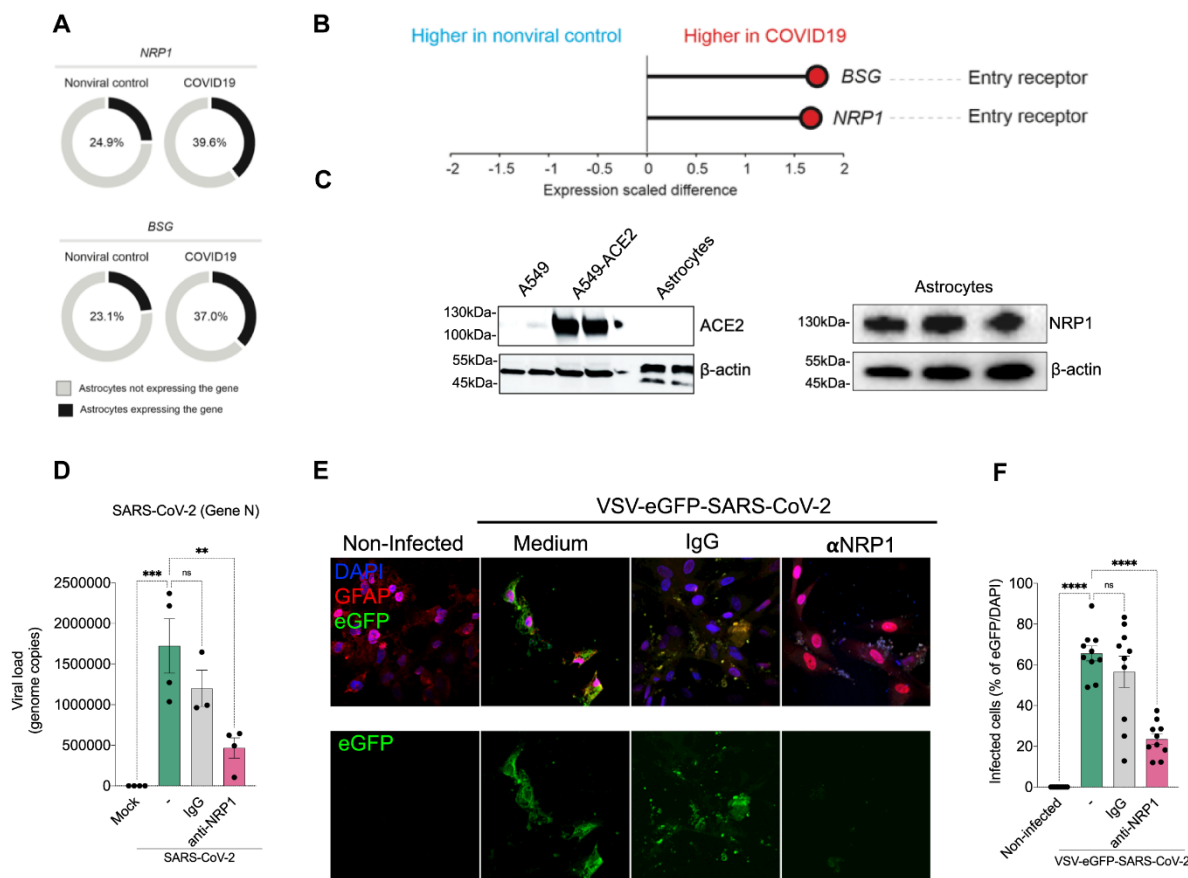 A
NRP1
Nonviral control COVID19
24.9% 39.6%
BSG
Nonviral control COVID19
23.1% 37.0%
Astrocytes not expressing the gene
Astrocytes expressing the gene
B
Higher in nonviral control Higher in COVID19
BSG Entry receptor
NRP1 Entry receptor
-2 -1.5 -1 -0.5 0 0.5 1 1.5 2
Expression scaled difference
C
A549 A549-ACE2 Astrocytes
130kDa-
100kDa-
ACE2
55kDa-
45kDa-
β-actin
Astrocytes
130kDa-
NRP1
55kDa-
45kDa-
β-actin
D
SARS-CoV-2 (Gene N)
**
***
ns
2500000
2000000
1500000
1000000
500000
0
Viral load
(genome copies)
Mock - IgG anti-NRP1
SARS-CoV-2
E
VSV-eGFP-SARS-CoV-2
Non-Infected Medium IgG αNRP1
DAPI
GFAP
eGFP
eGFP
F
****
****
ns
100
80
60
40
20
0
Infected cells (% of eGFP/DAPI)
Non-infected - IgG anti-NRP1
VSV-eGFP-SARS-CoV-2